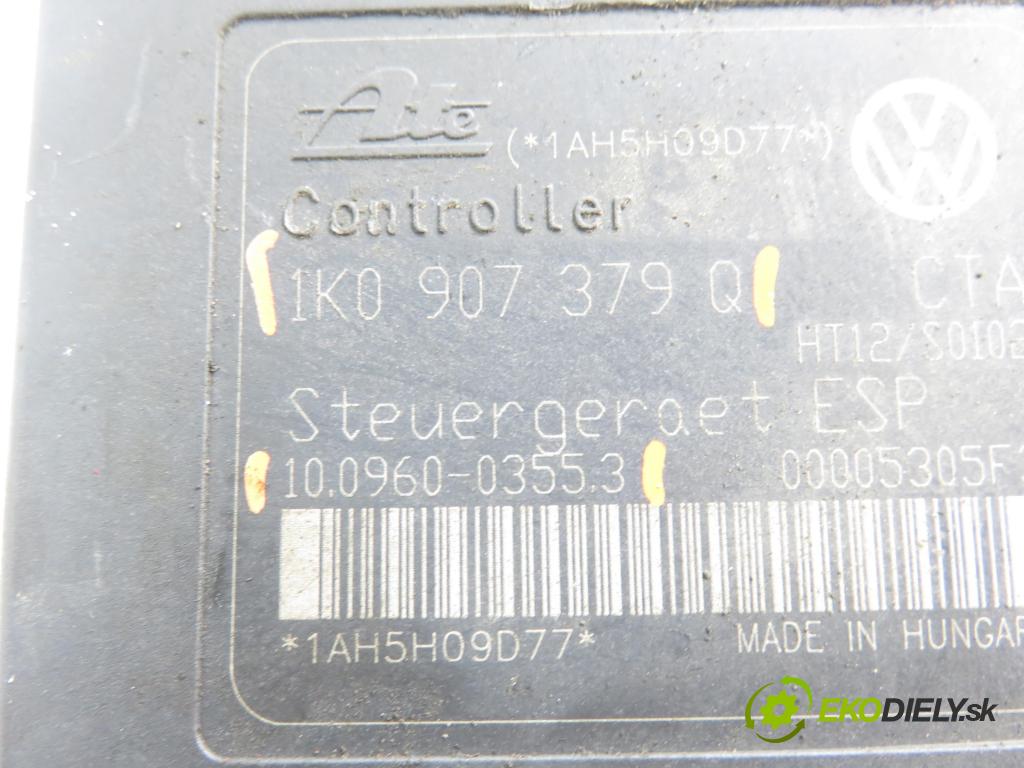 Ate (*1AH5H09D77*)
Controller
1K0 907 379 Q CTA
HT12/S0102
Steuergeraet ESP
10.0960-0355.3 00005305F
*1AH5H09D77* MADE IN HUNGAR
EKODIELY.sk